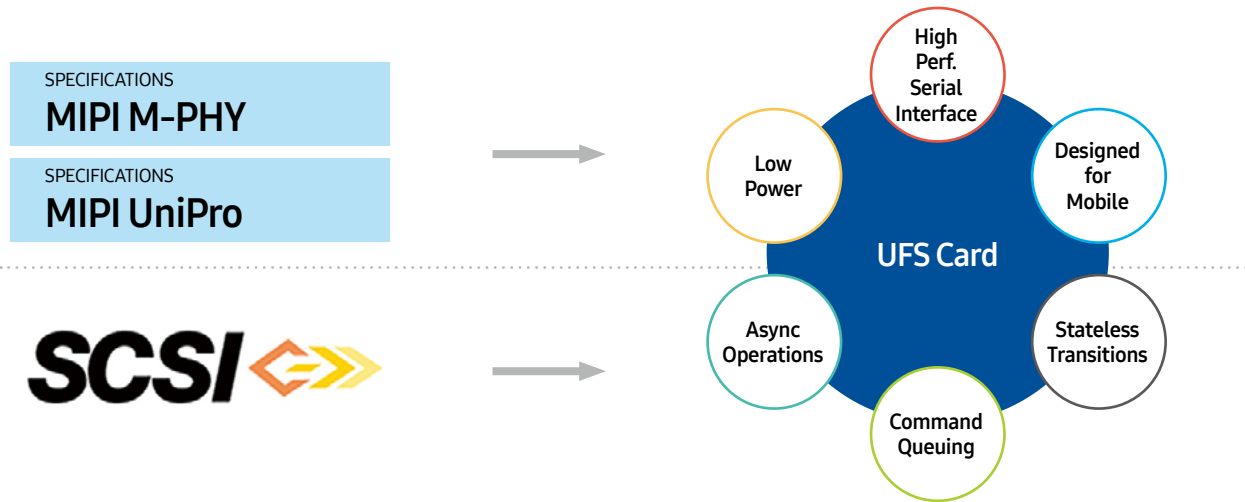 SPECIFICATIONS
MIPI M-PHY
SPECIFICATIONS
MIPI UniPro
SCSI
High
Perf.
Serial
Interface
Low
Power
Designed
for
Mobile
UFS Card
Async
Operations
Stateless
Transitions
Command
Queuing